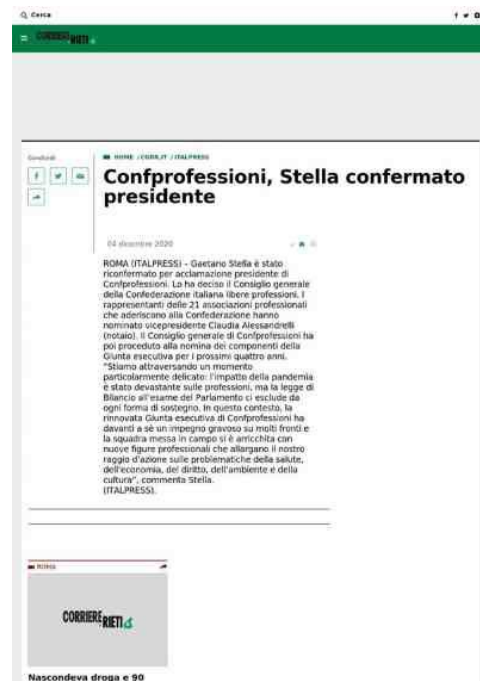 Cerca
CORRIERE RIETI
Condividi:
HOME / CORR.IT / ITALPRESS
Confprofessioni, Stella confermato
presidente
04 dicembre 2020
ROMA (ITALPRESS) - Gaetano Stella è stato
riconfermato per acclamazione presidente di
Confprofessioni. Lo ha deciso il Consiglio generale
della Confederazione italiana libere professioni. I
rappresentanti delle 21 associazioni professionali
che aderiscono alla Confederazione hanno
nominato vicepresidente Claudia Alessandrelli
(notaio). Il Consiglio generale di Confprofessioni ha
poi proceduto alla nomina dei componenti della
Giunta esecutiva per i prossimi quattro anni.
"Stiamo attraversando un momento
particolarmente delicato: l'impatto della pandemia
è stato devastante sulle professioni, ma la legge di
Bilancio all'esame del Parlamento ci esclude da
ogni forma di sostegno. In questo contesto, la
rinnovata Giunta esecutiva di Confprofessioni ha
davanti a sè un impegno gravoso su molti fronti e
la squadra messa in campo si è arricchita con
nuove figure professionali che allargano il nostro
raggio d'azione sulle problematiche della salute,
dell'economia, del diritto, dell'ambiente e della
cultura", commenta Stella.
(ITALPRESS).
ROMA
CORRIERE RIETI
Nascondeva droga e 90